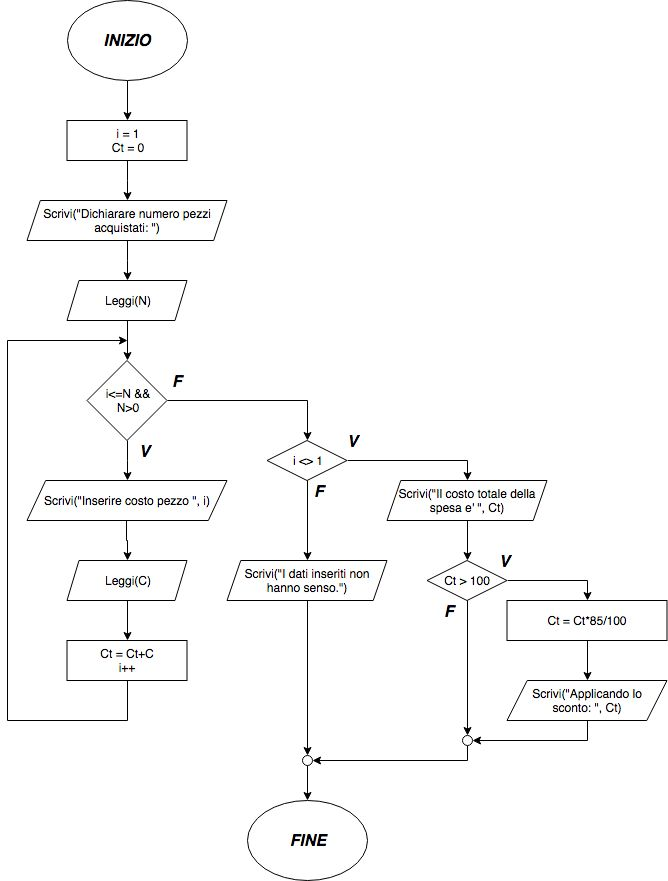 INIZIO
i = 1
Ct = 0
Scrivi("Dichiarare numero pezzi
acquistati: ")
Leggi(N)
i<=N &&
N>0
F
V
Scrivi("Inserire costo pezzo ", i)
Leggi(C)
Ct = Ct+C
i++
i <> 1
V
F
Scrivi("I dati inseriti non
hanno senso.")
Scrivi("Il costo totale della
spesa e' ", Ct)
Ct > 100
V
F
Ct = Ct*85/100
Scrivi("Applicando lo
sconto: ", Ct)
FINE